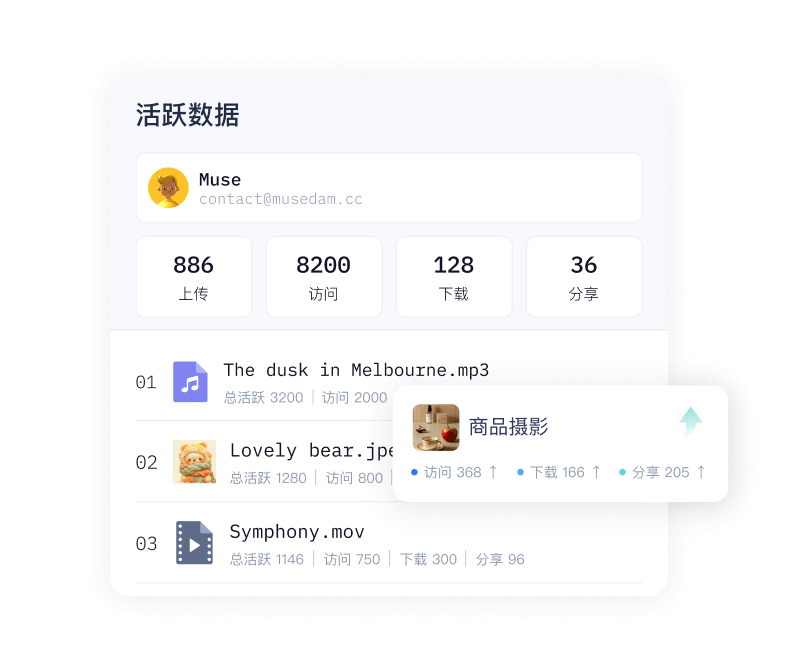 活跃数据
Muse
contact@musedam.cc
886 8200 128 36
上传 访问 下载 分享
01 The dusk in Melbourne.mp3
总活跃 3200 | 访问 2000
商品摄影
访问 368 ↑ 下载 166 ↑ 分享 205 ↑
02 Lovely bear.jpe
总活跃 1280 | 访问 800 |
03 Symphony.mov
总活跃 1146 | 访问 750 | 下载 300 | 分享 96